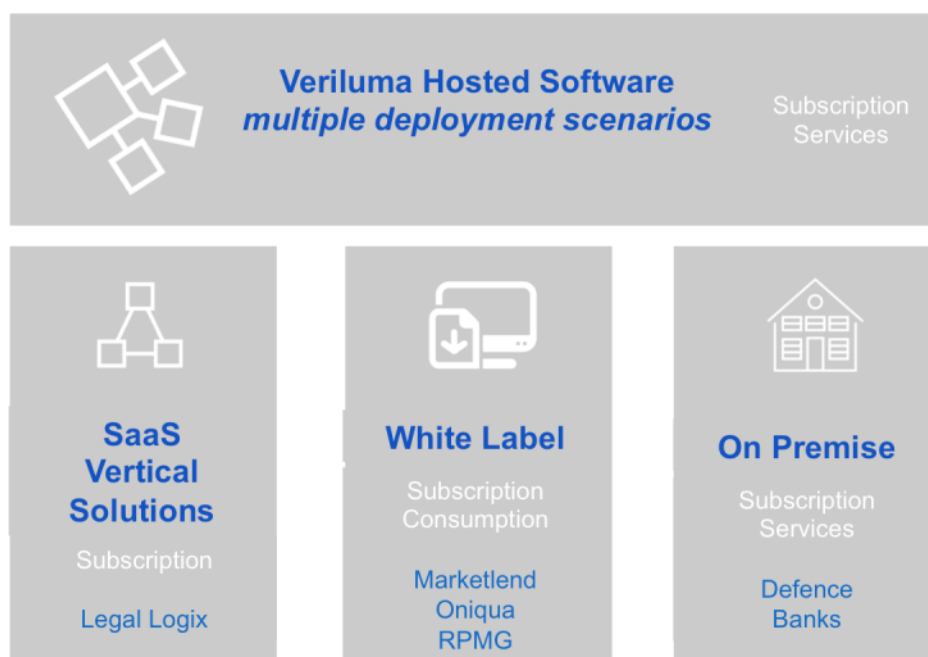 Veriluma Hosted Software
multiple deployment scenarios
Subscription
Services
SaaS
Vertical
Solutions
Subscription
Legal Logix
White Label
Subscription
Consumption
Marketlend
Oniqua
RPMG
On Premise
Subscription
Services
Defence
Banks